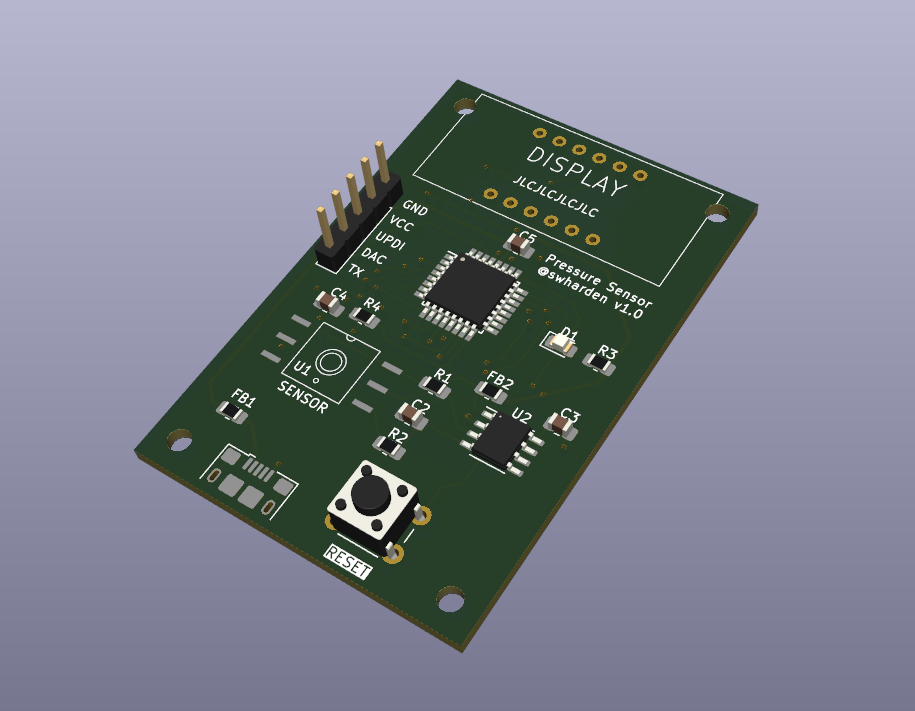 DISPLAY
JLCJLCJLCJLC
GND
VCC
UPDI
DAC
TX
C5
Pressure Sensor
@swharden v1.0
C4
R4
D1
R3
U1
SENSOR
R1
FB2
FB1
C2
U2
C3
R2
RESET